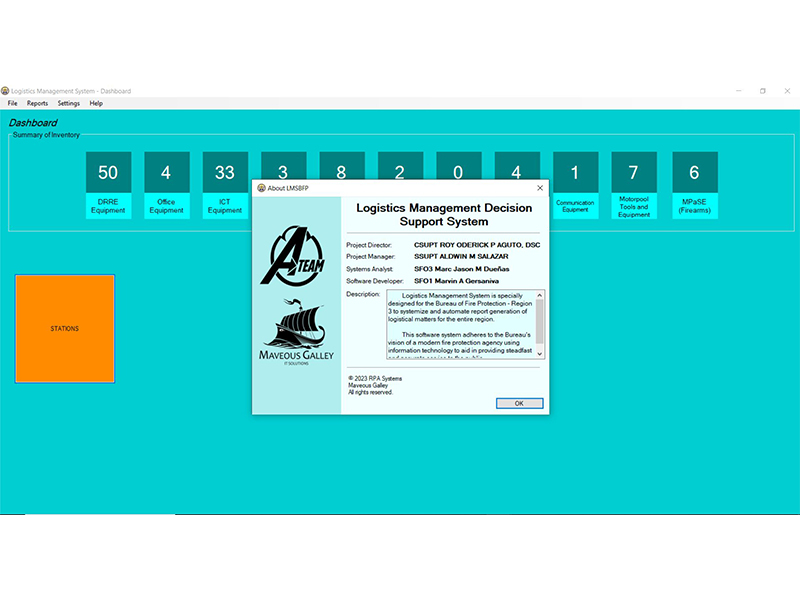 Logistics Management System - Dashboard
File Reports Settings Help
Dashboard
Summary of Inventory
50 4 33 3 8 2 0 4 1 7 6
DRRE
Equipment
Office
Equipment
ICT
Equipment
Communication
Equipment
Motorpool
Tools and
Equipment
MPaSE
(Firearms)
STATIONS
About LMSBFP
A TEAM
MAVEOUS GALLEY
IT SOLUTIONS
Logistics Management Decision
Support System
Project Director: CSUPT ROY ODERICK P AGUTO, DSC
Project Manager: SSUPT ALDWIN M SALAZAR
Systems Analyst: SFO3 Marc Jason M Dueñas
Software Developer: SFO1 Marvin A Gersaniva
Description: Logistics Management System is specially
designed for the Bureau of Fire Protection - Region
3 to systemize and automate report generation of
logistical matters for the entire region.
This software system adheres to the Bureau's
vision of a modern fire protection agency using
information technology to aid in providing steadfast
© 2023 RPA Systems
Maveous Galley
All rights reserved.
OK